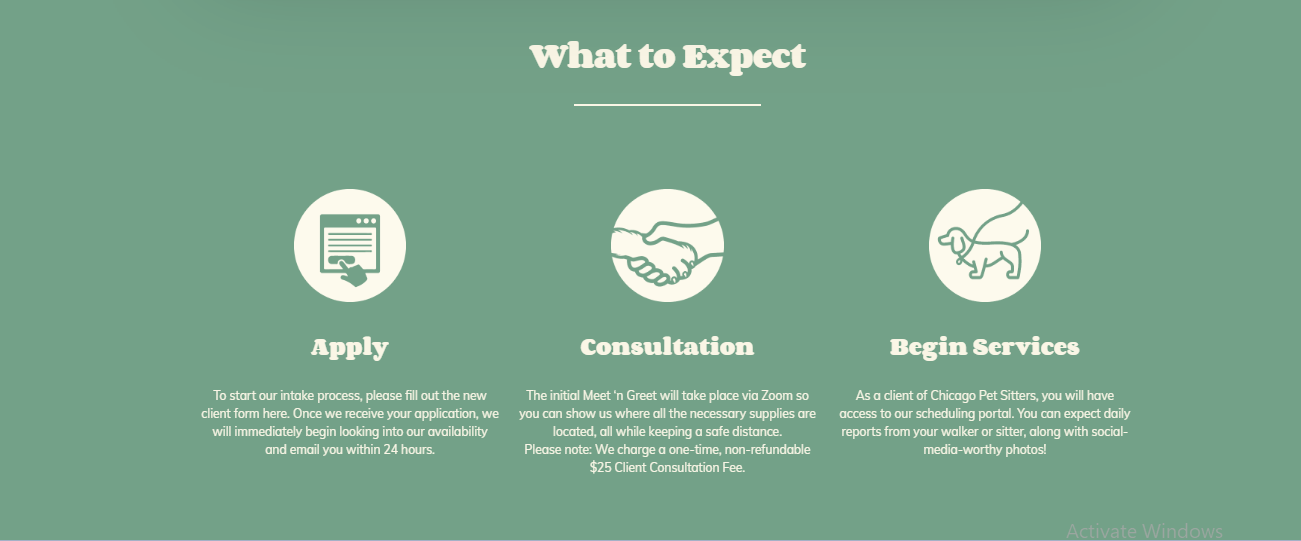 What to Expect
Apply
To start our intake process, please fill out the new
client form here. Once we receive your application, we
will immediately begin looking into our availability
and email you within 24 hours.
Consultation
The initial Meet ‘n Greet will take place via Zoom so
you can show us where all the necessary supplies are
located, all while keeping a safe distance.
Please note: We charge a one-time, non-refundable
$25 Client Consultation Fee.
Begin Services
As a client of Chicago Pet Sitters, you will have
access to our scheduling portal. You can expect daily
reports from your walker or sitter, along with social-
media-worthy photos!
Activate Windows